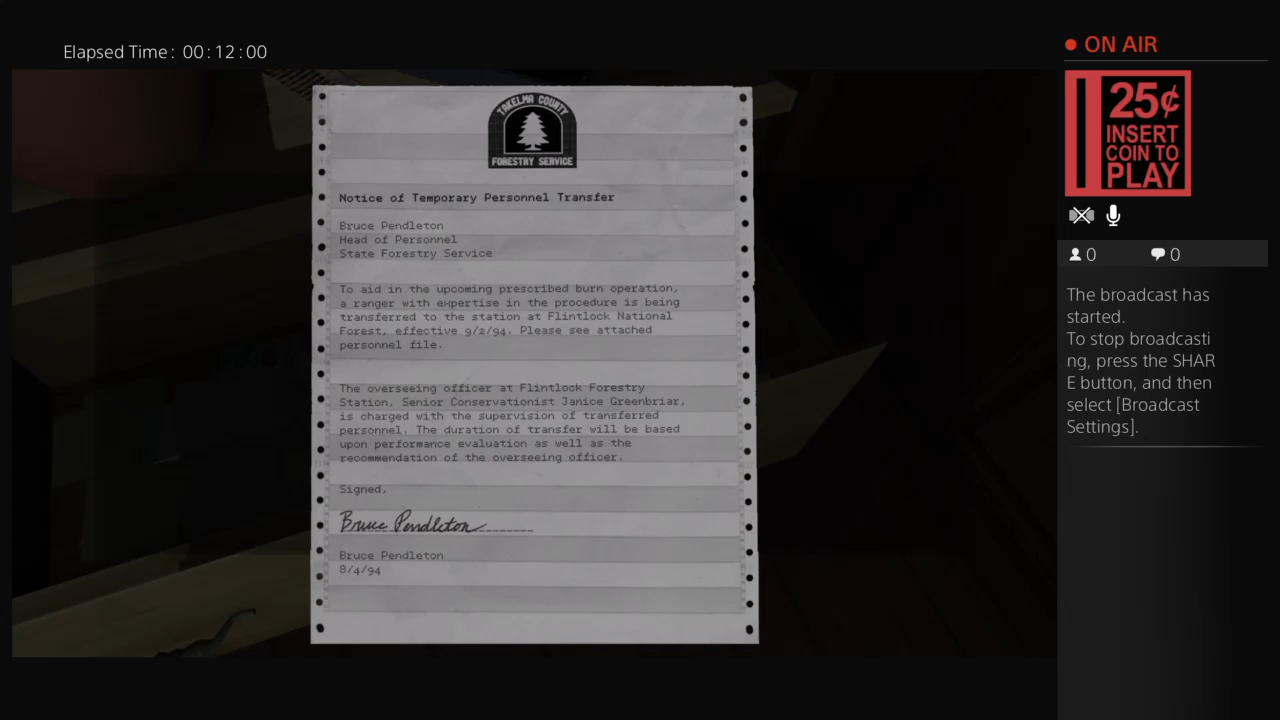 Elapsed Time: 00:12:00
ON AIR
25¢
INSERT
COIN TO
PLAY
0 0
The broadcast has
started.
To stop broadcasti
ng, press the SHAR
E button, and then
select [Broadcast
Settings].
TAKELMA COUNTY
FORESTRY SERVICE
Notice of Temporary Personnel Transfer
Bruce Pendleton
Head of Personnel
State Forestry Service
To aid in the upcoming prescribed burn operation,
a ranger with expertise in the procedure is being
transferred to the station at Flintlock National
Forest, effective 9/2/94. Please see attached
personnel file.
The overseeing officer at Flintlock Forestry
Station, Senior Conservationist Janice Greenbriar,
is charged with the supervision of transferred
personnel. The duration of transfer will be based
upon performance evaluation as well as the
recommendation of the overseeing officer.
Signed,
Bruce Pendleton
Bruce Pendleton
8/4/94